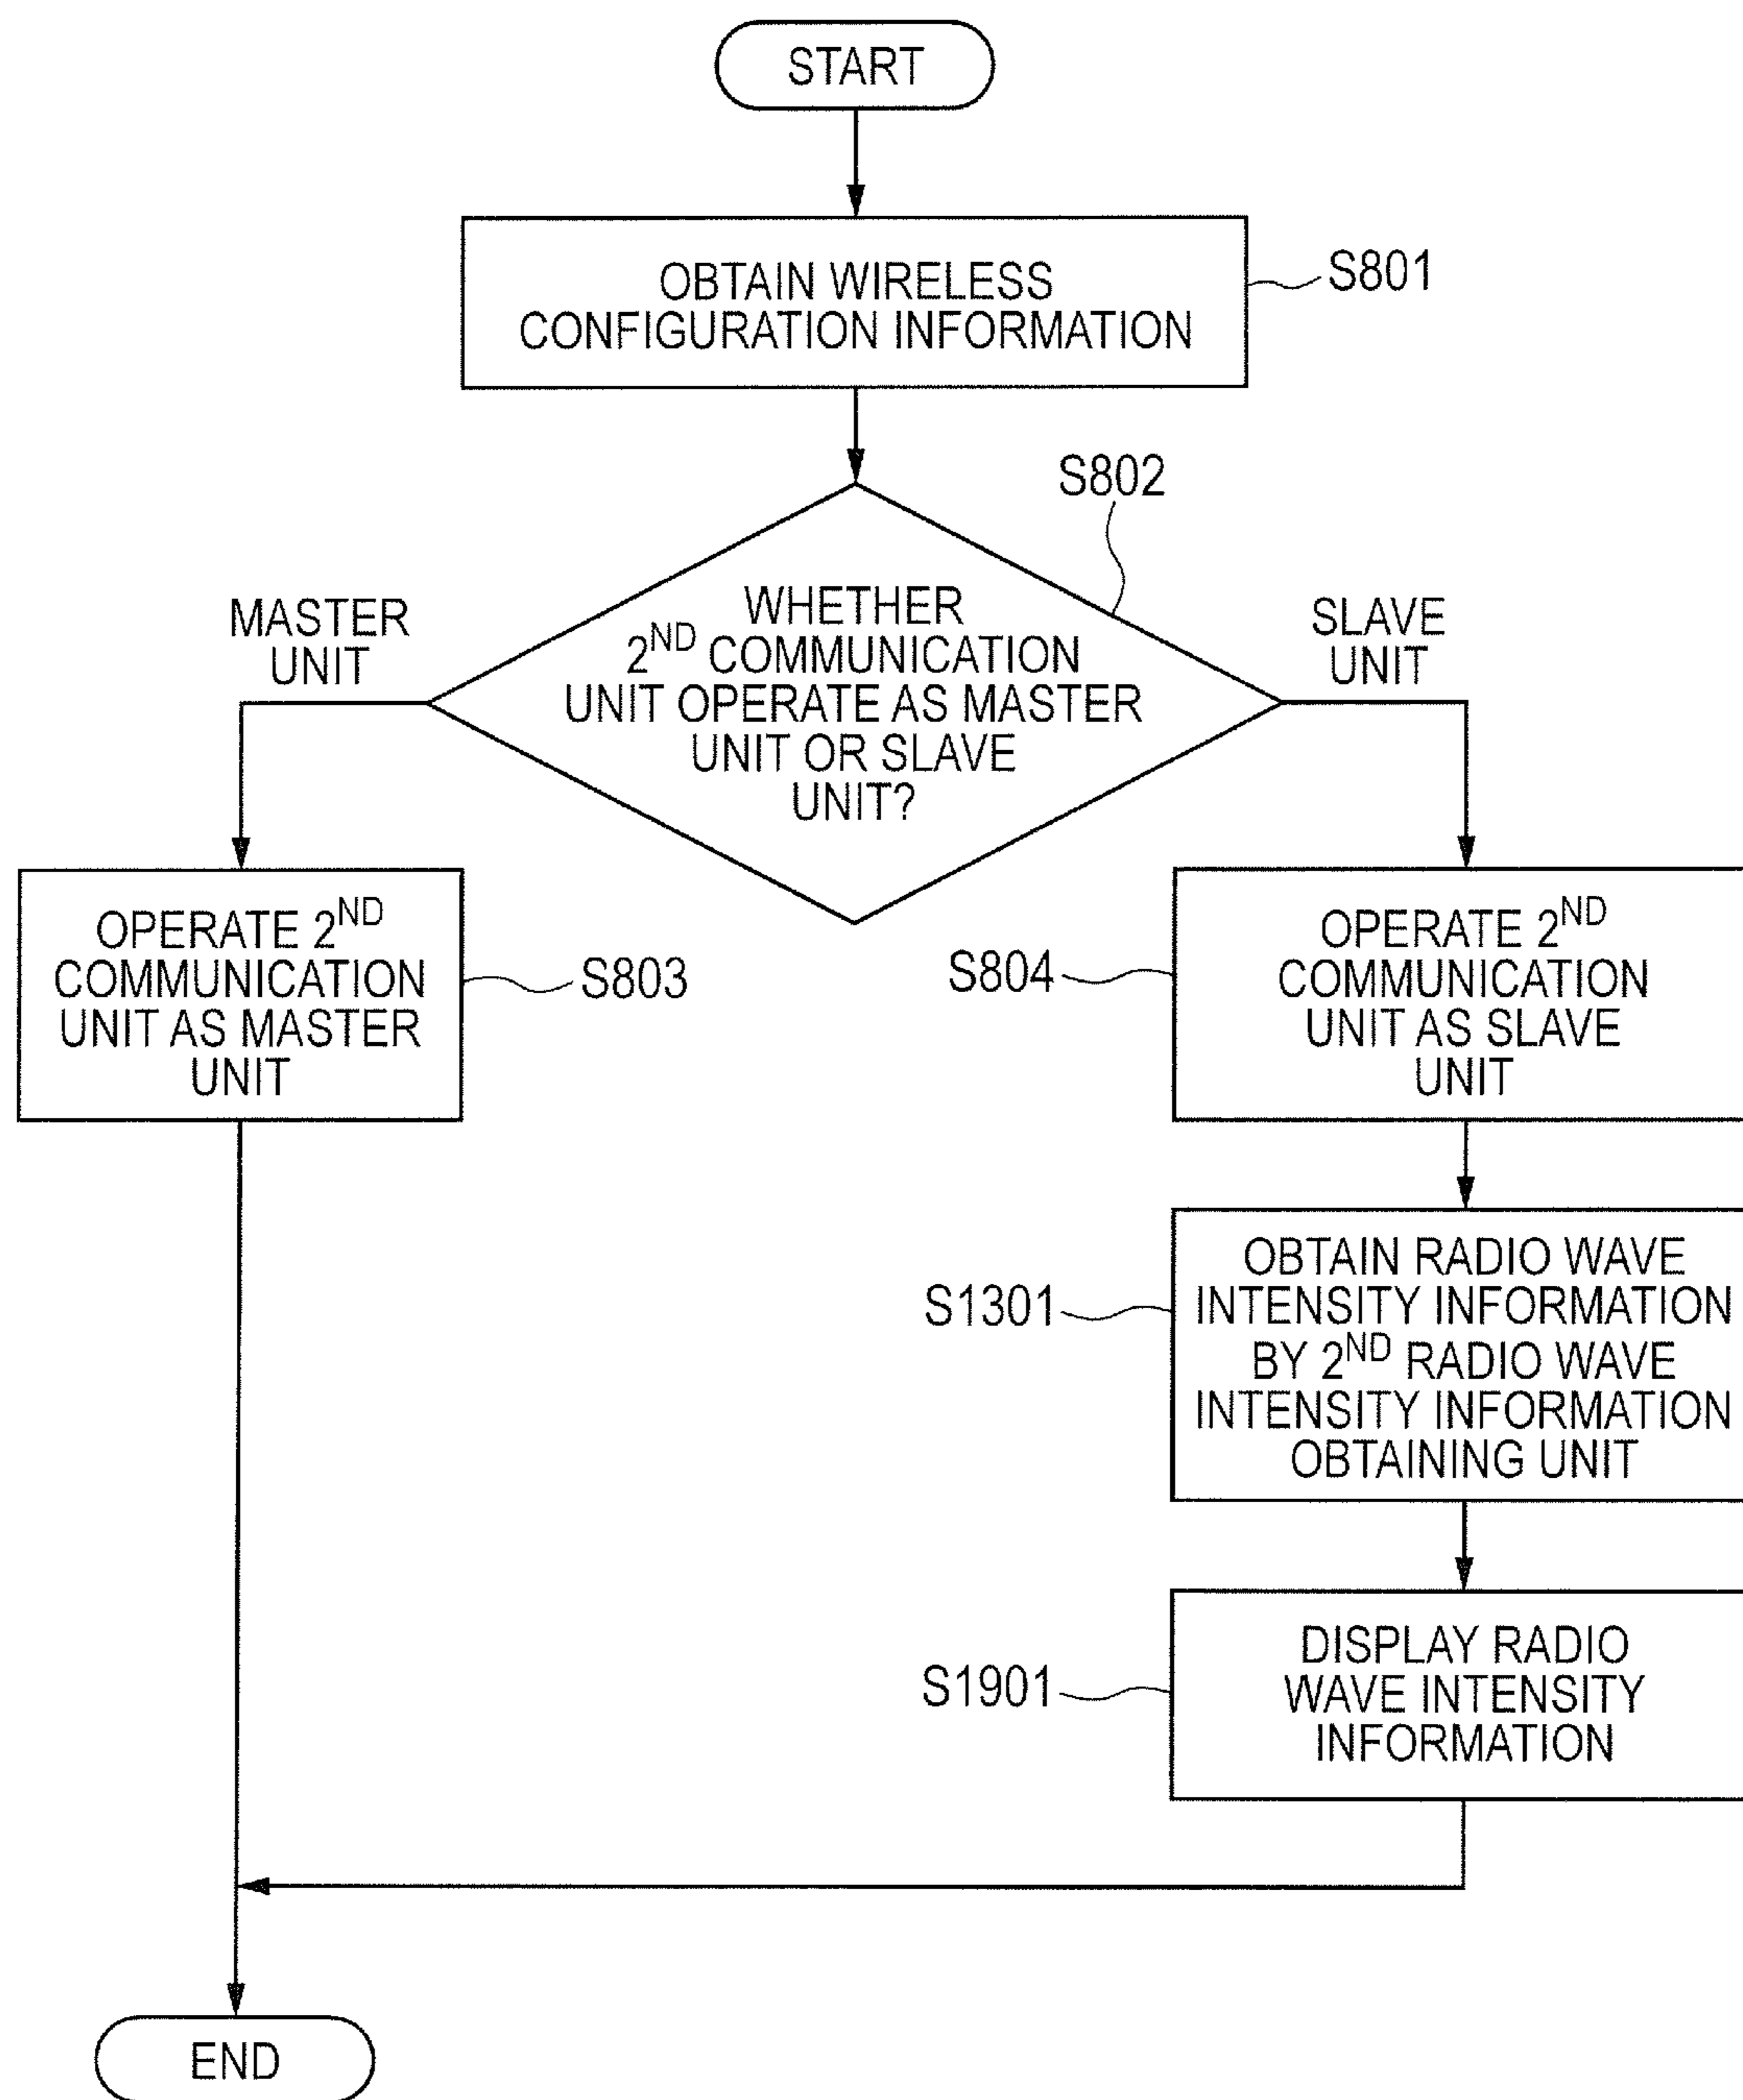 START
OBTAIN WIRELESS
CONFIGURATION INFORMATION
S801
S802
WHETHER
2ND COMMUNICATION
UNIT OPERATE AS MASTER
UNIT OR SLAVE
UNIT?
MASTER
UNIT
SLAVE
UNIT
OPERATE 2ND
COMMUNICATION
UNIT AS MASTER
UNIT
S803
S804
OPERATE 2ND
COMMUNICATION
UNIT AS SLAVE
UNIT
S1301
OBTAIN RADIO WAVE
INTENSITY INFORMATION
BY 2ND RADIO WAVE
INTENSITY INFORMATION
OBTAINING UNIT
S1901
DISPLAY RADIO
WAVE INTENSITY
INFORMATION
END